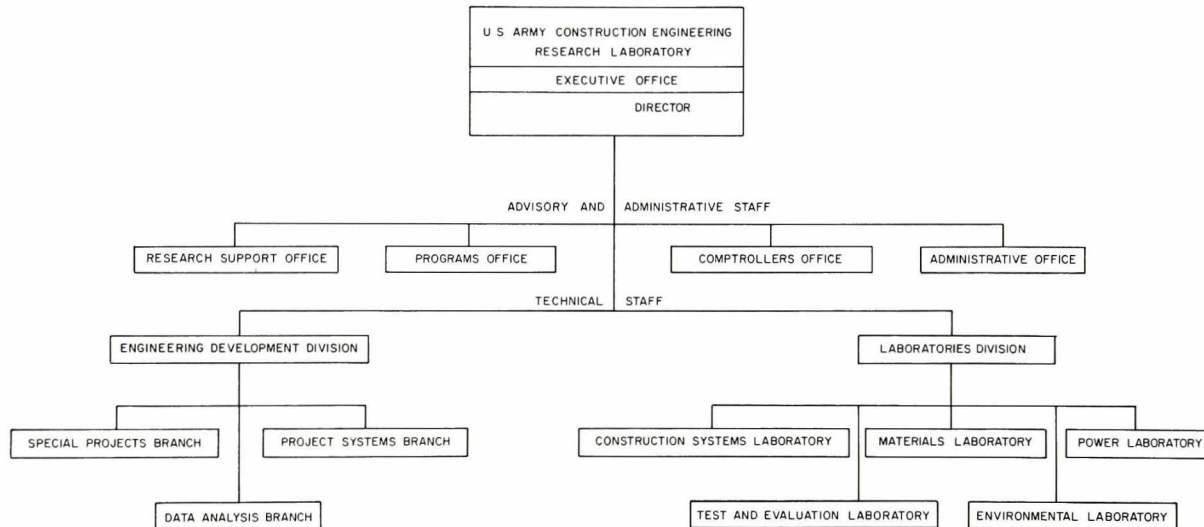 U S ARMY CONSTRUCTION ENGINEERING
RESEARCH LABORATORY
EXECUTIVE OFFICE
DIRECTOR
ADVISORY AND ADMINISTRATIVE STAFF
RESEARCH SUPPORT OFFICE
PROGRAMS OFFICE
COMPTROLLERS OFFICE
ADMINISTRATIVE OFFICE
TECHNICAL STAFF
ENGINEERING DEVELOPMENT DIVISION
LABORATORIES DIVISION
SPECIAL PROJECTS BRANCH
PROJECT SYSTEMS BRANCH
CONSTRUCTION SYSTEMS LABORATORY
MATERIALS LABORATORY
POWER LABORATORY
DATA ANALYSIS BRANCH
TEST AND EVALUATION LABORATORY
ENVIRONMENTAL LABORATORY